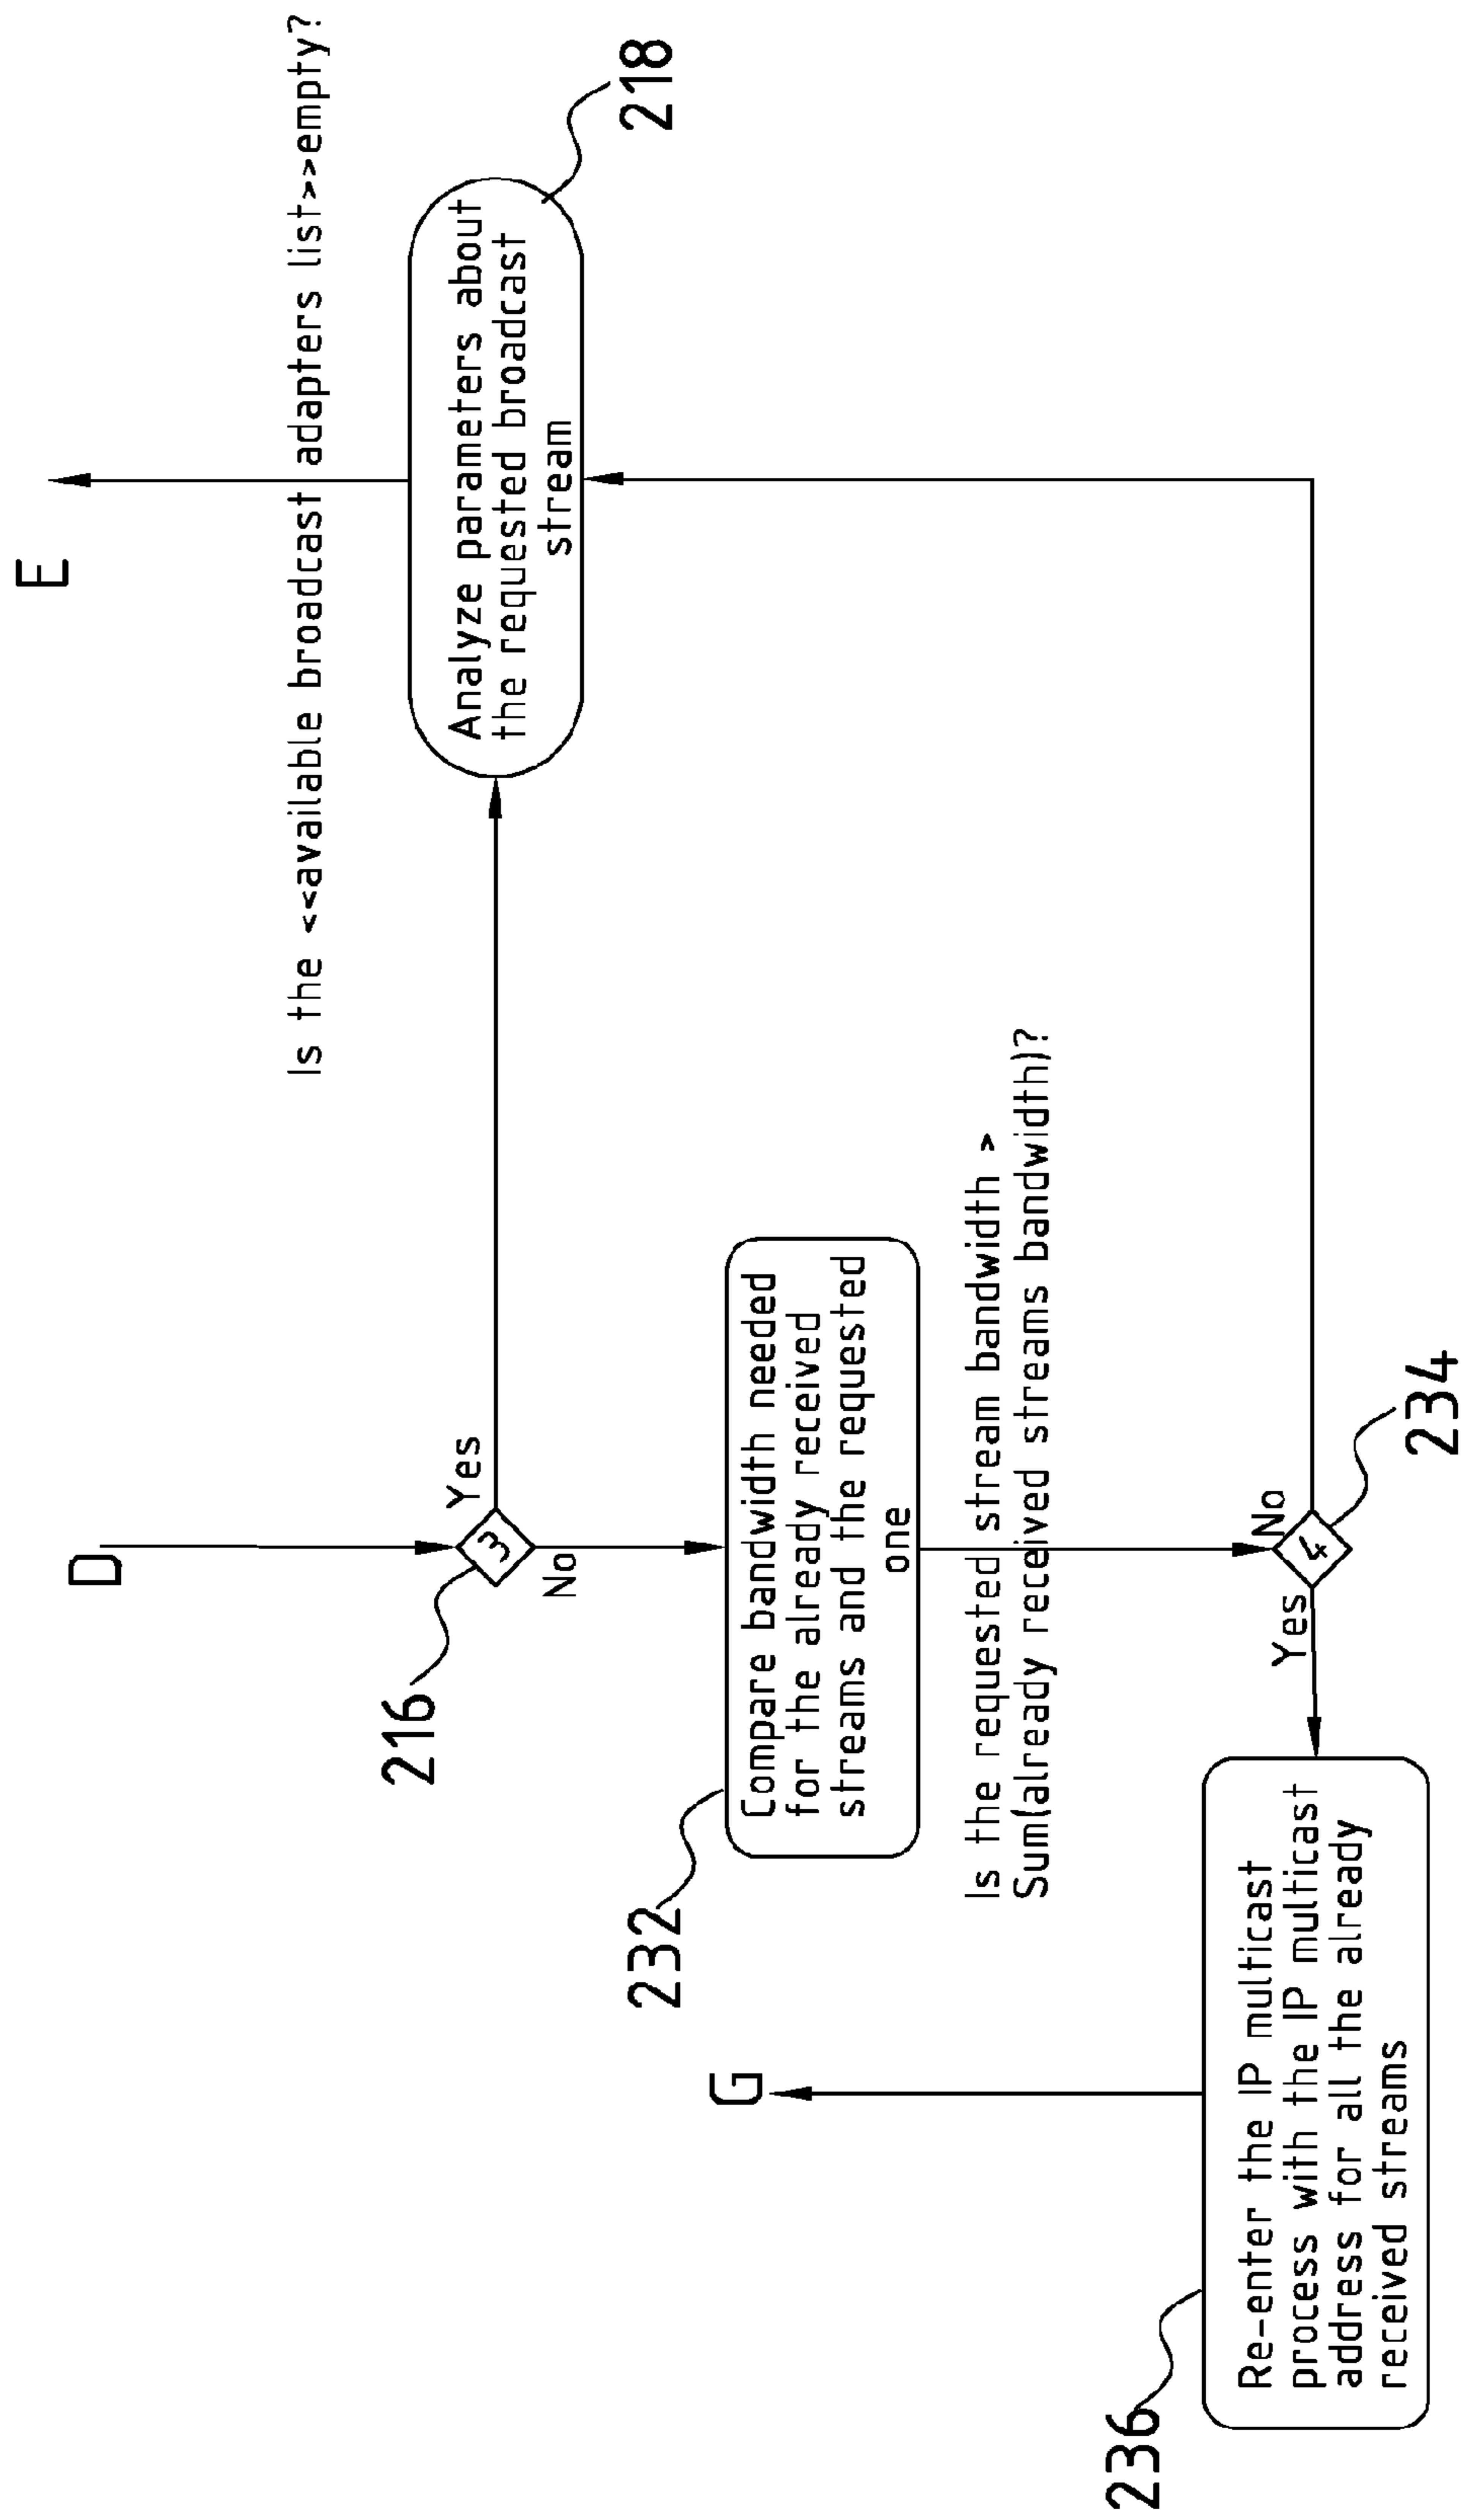 E
D
Is the <<available broadcast adapters list>>empty?
216
3
Yes
No
Analyze parameters about
the requested broadcast
stream
218
232
Compare bandwidth needed
for the already received
streams and the requested
one
G
Is the requested stream bandwidth >
Sum(already received streams bandwidth)?
4
No
Yes
234
236
Re-enter the IP multicast
process with the IP multicast
address for all the already
received streams